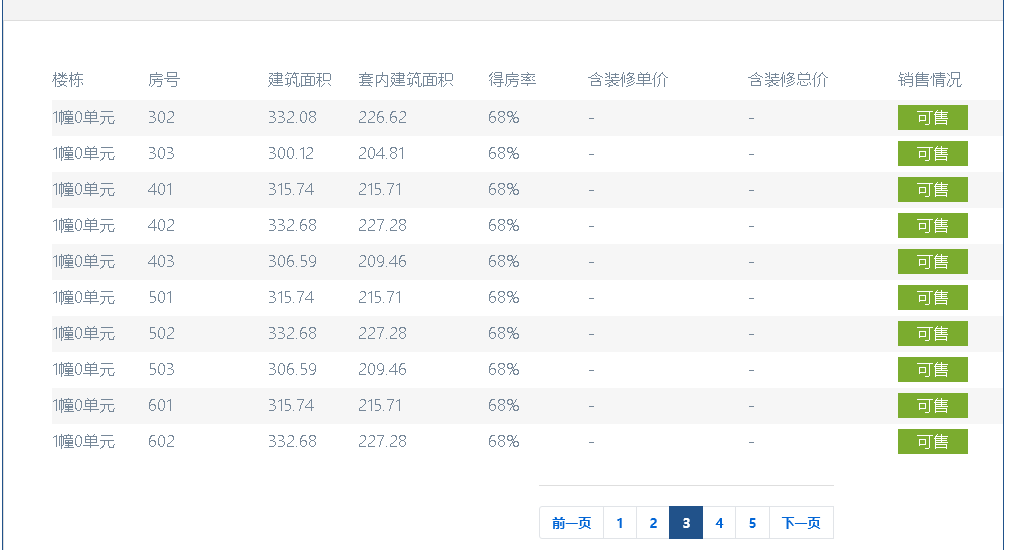 楼栋 房号 建筑面积 套内建筑面积 得房率 含装修单价 含装修总价 销售情况
1幢0单元 302 332.08 226.62 68% - - 可售
1幢0单元 303 300.12 204.81 68% - - 可售
1幢0单元 401 315.74 215.71 68% - - 可售
1幢0单元 402 332.68 227.28 68% - - 可售
1幢0单元 403 306.59 209.46 68% - - 可售
1幢0单元 501 315.74 215.71 68% - - 可售
1幢0单元 502 332.68 227.28 68% - - 可售
1幢0单元 503 306.59 209.46 68% - - 可售
1幢0单元 601 315.74 215.71 68% - - 可售
1幢0单元 602 332.68 227.28 68% - - 可售
前一页 1 2 3 4 5 下一页